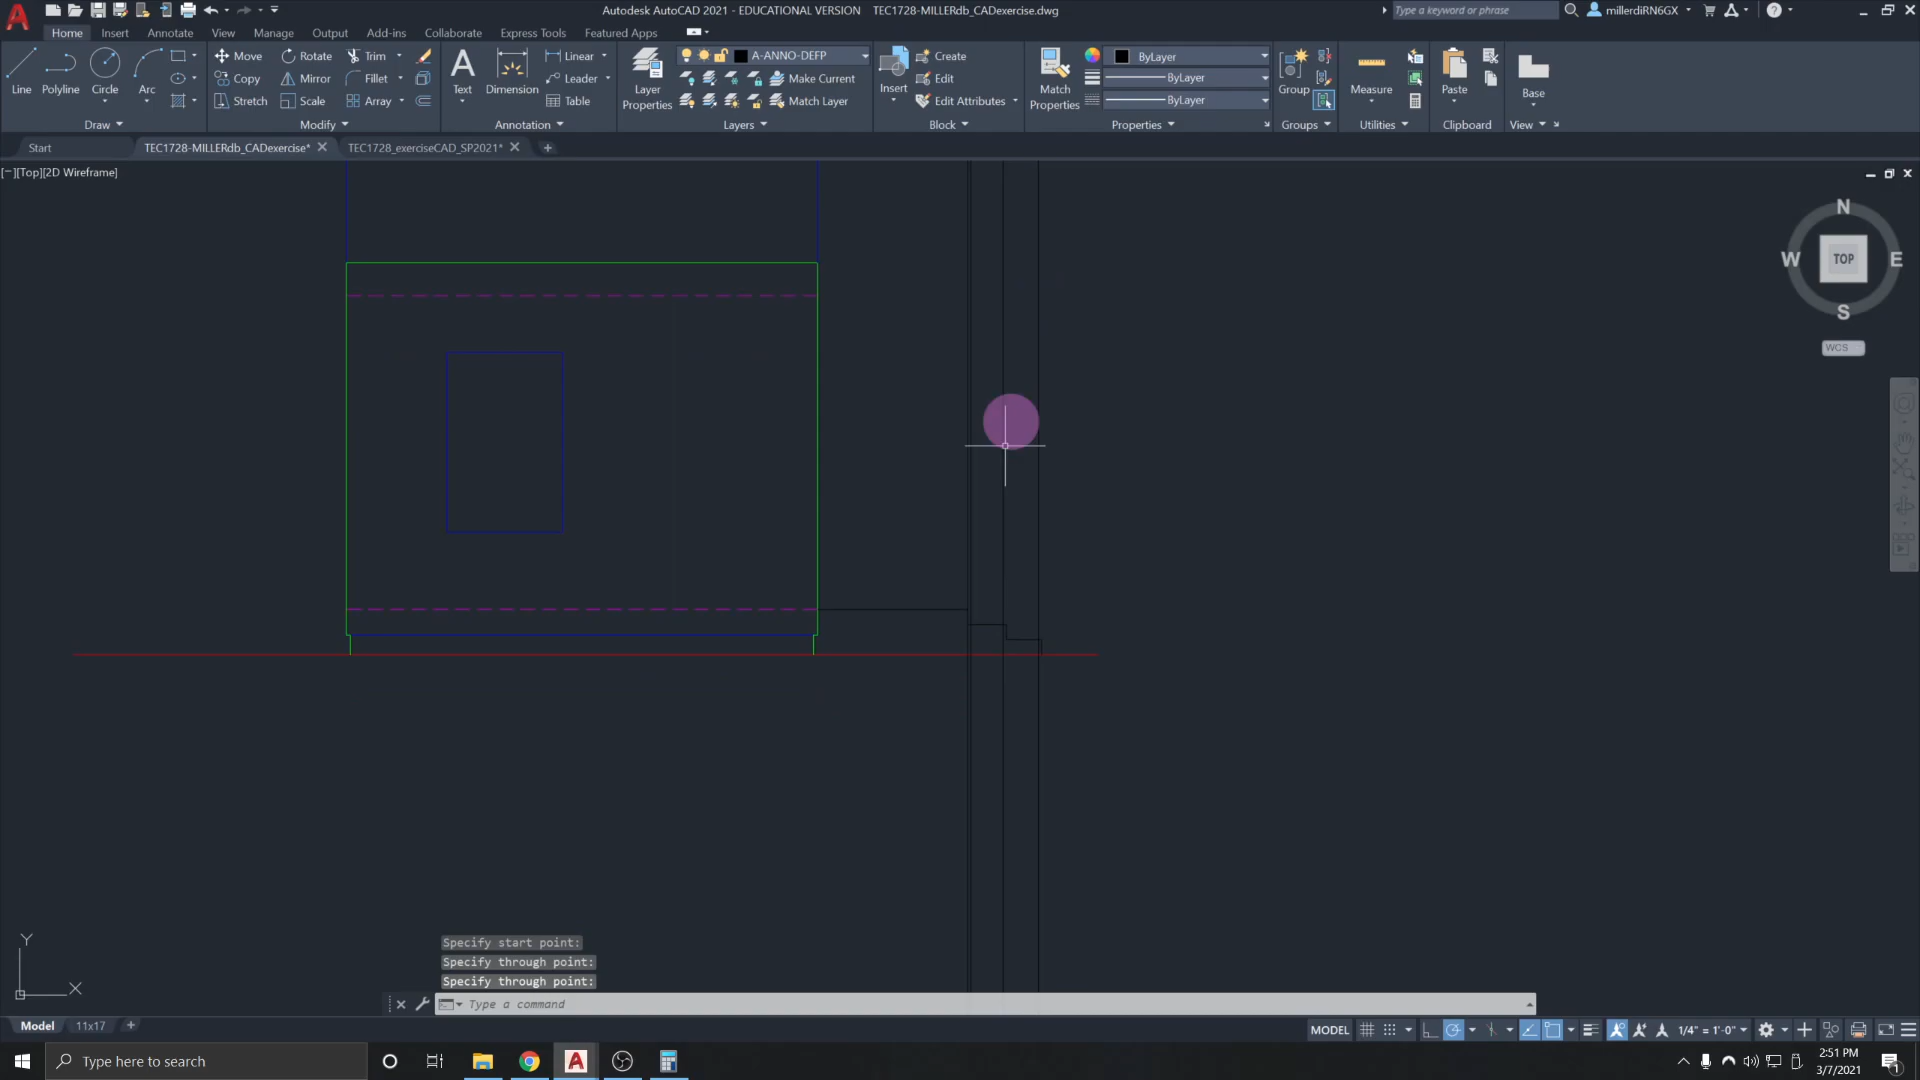 Autodesk AutoCAD 2021 - EDUCATIONAL VERSION TEC1728-MILLERdb_CADexercise.dwg
Type a keyword or phrase
millerdiRN6GX
Home Insert Annotate View Manage Output Add-ins Collaborate Express Tools Featured Apps
Line Polyline Circle Arc
Draw
Move Rotate Trim
Copy Mirror Fillet
Stretch Scale Array
Modify
Text Dimension
Linear
Leader
Table
Annotation
Layer Properties
A-ANNO-DEFP
Make Current
Match Layer
Layers
Insert
Create
Edit
Edit Attributes
Block
Match Properties
ByLayer
ByLayer
ByLayer
Properties
Group
Groups
Measure
Utilities
Paste
Clipboard
Base
View
Start TEC1728-MILLERdb_CADexercise* TEC1728_exerciseCAD_SP2021*
[−][Top][2D Wireframe]
N
W TOP E
S
WCS
Y
X
Specify start point:
Specify through point:
Specify through point:
Type a command
Model 11x17
MODEL 1/4" = 1'-0"
Type here to search
2:51 PM
3/7/2021
1